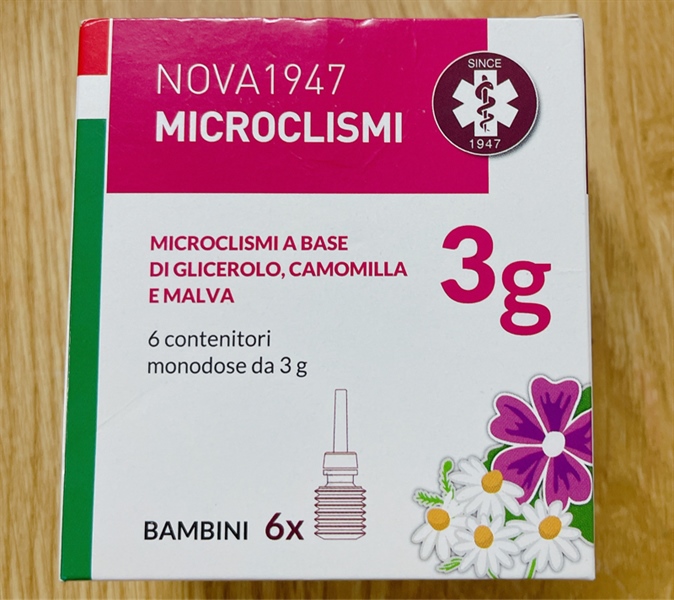 NOVA1947
MICROCLISMI
SINCE
1947
MICROCLISMI A BASE
DI GLICEROLO, CAMOMILLA
E MALVA
3g
6 contenitori
monodose da 3 g
BAMBINI 6x